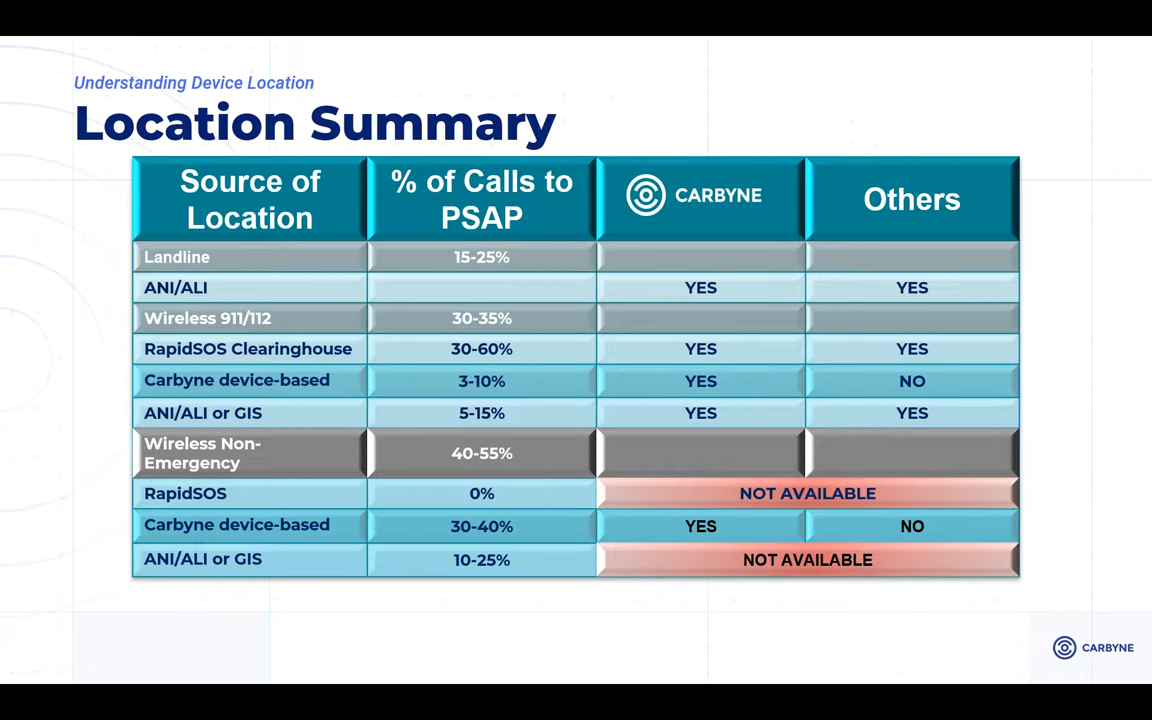 Understanding Device Location
Location Summary
Source of Location % of Calls to PSAP CARBYNE Others
Landline 15-25%
ANI/ALI YES YES
Wireless 911/112 30-35%
RapidSOS Clearinghouse 30-60% YES YES
Carbyne device-based 3-10% YES NO
ANI/ALI or GIS 5-15% YES YES
Wireless Non-Emergency 40-55%
RapidSOS 0% NOT AVAILABLE
Carbyne device-based 30-40% YES NO
ANI/ALI or GIS 10-25% NOT AVAILABLE
CARBYNE